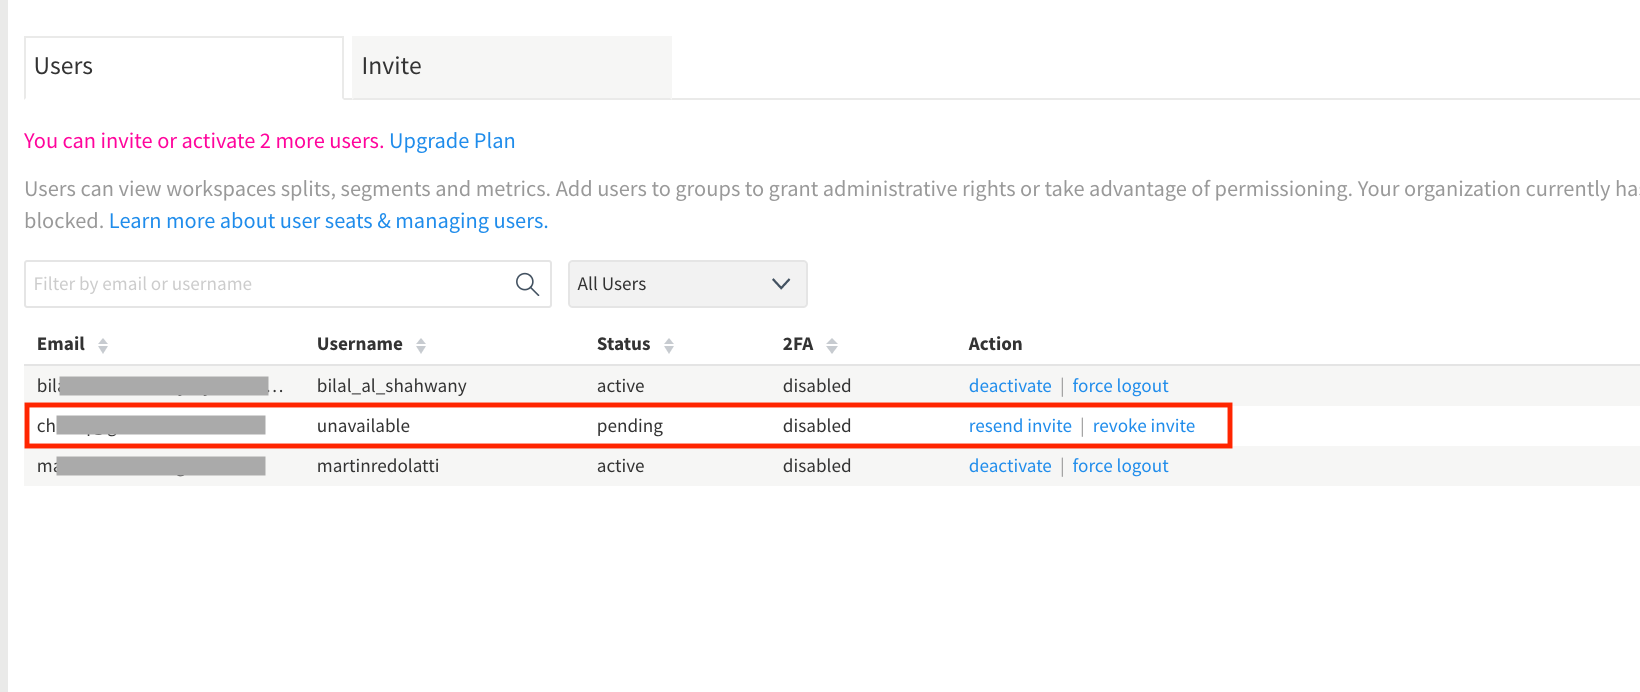 Users Invite
You can invite or activate 2 more users. Upgrade Plan
Users can view workspaces splits, segments and metrics. Add users to groups to grant administrative rights or take advantage of permissioning. Your organization currently ha
blocked. Learn more about user seats & managing users.
Filter by email or username All Users
Email Username Status 2FA Action
bil ... bilal_al_shahwany active disabled deactivate | force logout
ch unavailable pending disabled resend invite | revoke invite
ma martinredolatti active disabled deactivate | force logout